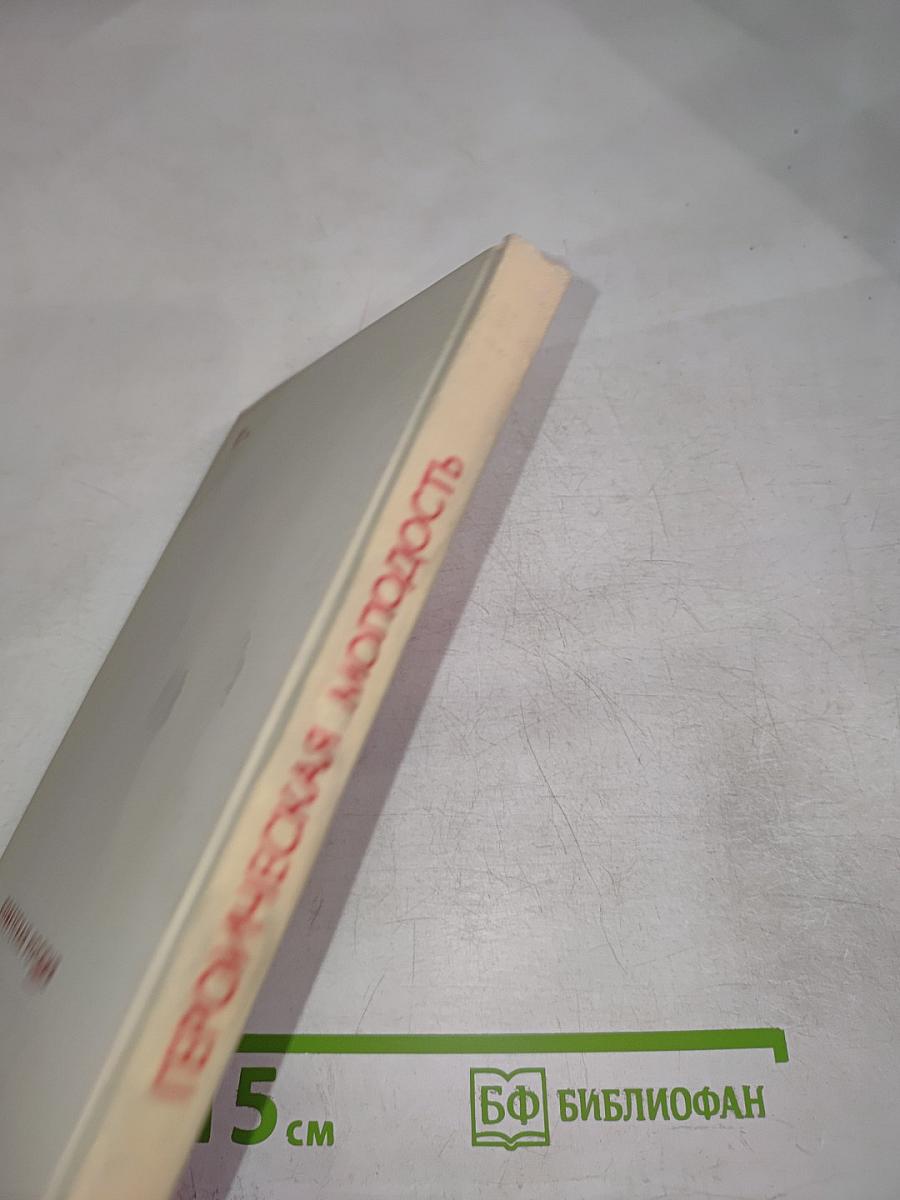 ГЕРОИЧЕСКАЯ МОЛОДОСТЬ
15 см
БФ БИБЛИОФАН